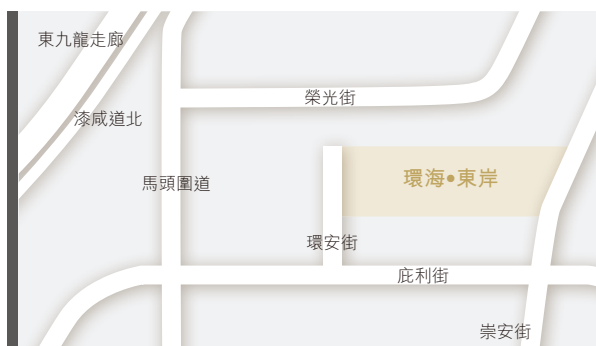 東九龍走廊
榮光街
漆咸道北
環海•東岸
馬頭圍道
環安街
庇利街
崇安街